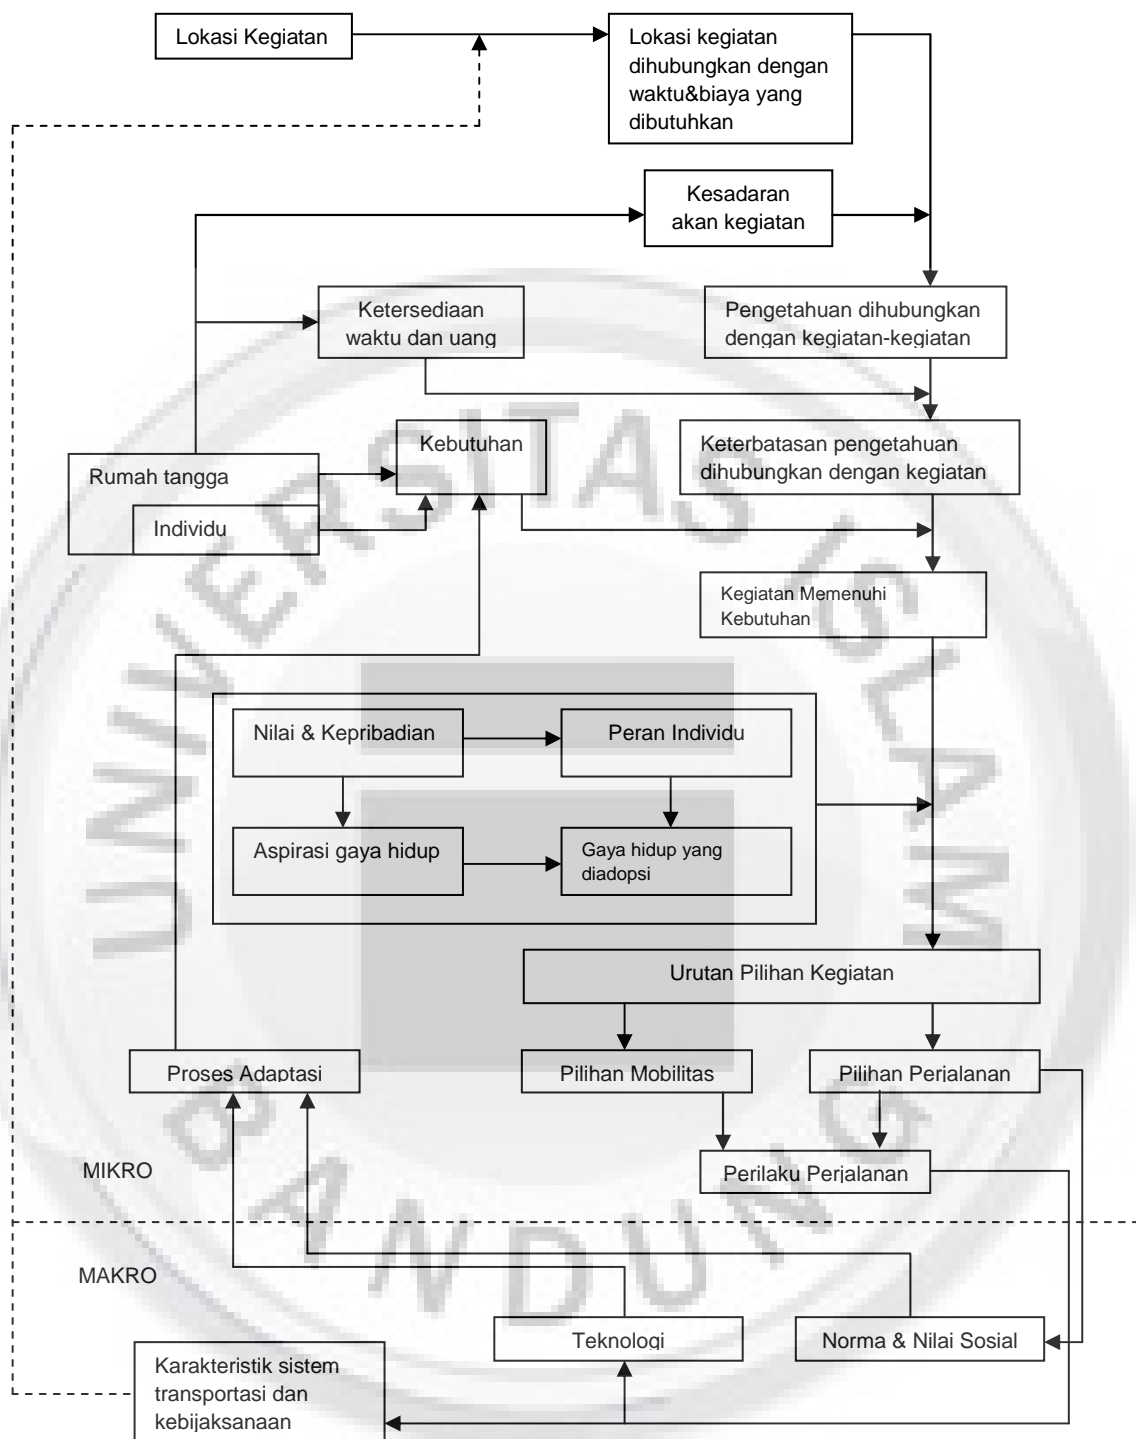 Lokasi Kegiatan
Lokasi kegiatan
dihubungkan dengan
waktu&biaya yang
dibutuhkan
Kesadaran
akan kegiatan
Ketersediaan
waktu dan uang
Pengetahuan dihubungkan
dengan kegiatan-kegiatan
Kebutuhan
Keterbatasan pengetahuan
dihubungkan dengan kegiatan
Rumah tangga
Individu
Kegiatan Memenuhi
Kebutuhan
Nilai & Kepribadian
Peran Individu
Aspirasi gaya hidup
Gaya hidup yang
diadopsi
Urutan Pilihan Kegiatan
Proses Adaptasi
Pilihan Mobilitas
Pilihan Perjalanan
Perilaku Perjalanan
MIKRO
MAKRO
Teknologi
Norma & Nilai Sosial
Karakteristik sistem
transportasi dan
kebijaksanaan
UNIVERSITAS ISLAM
BANDUNG